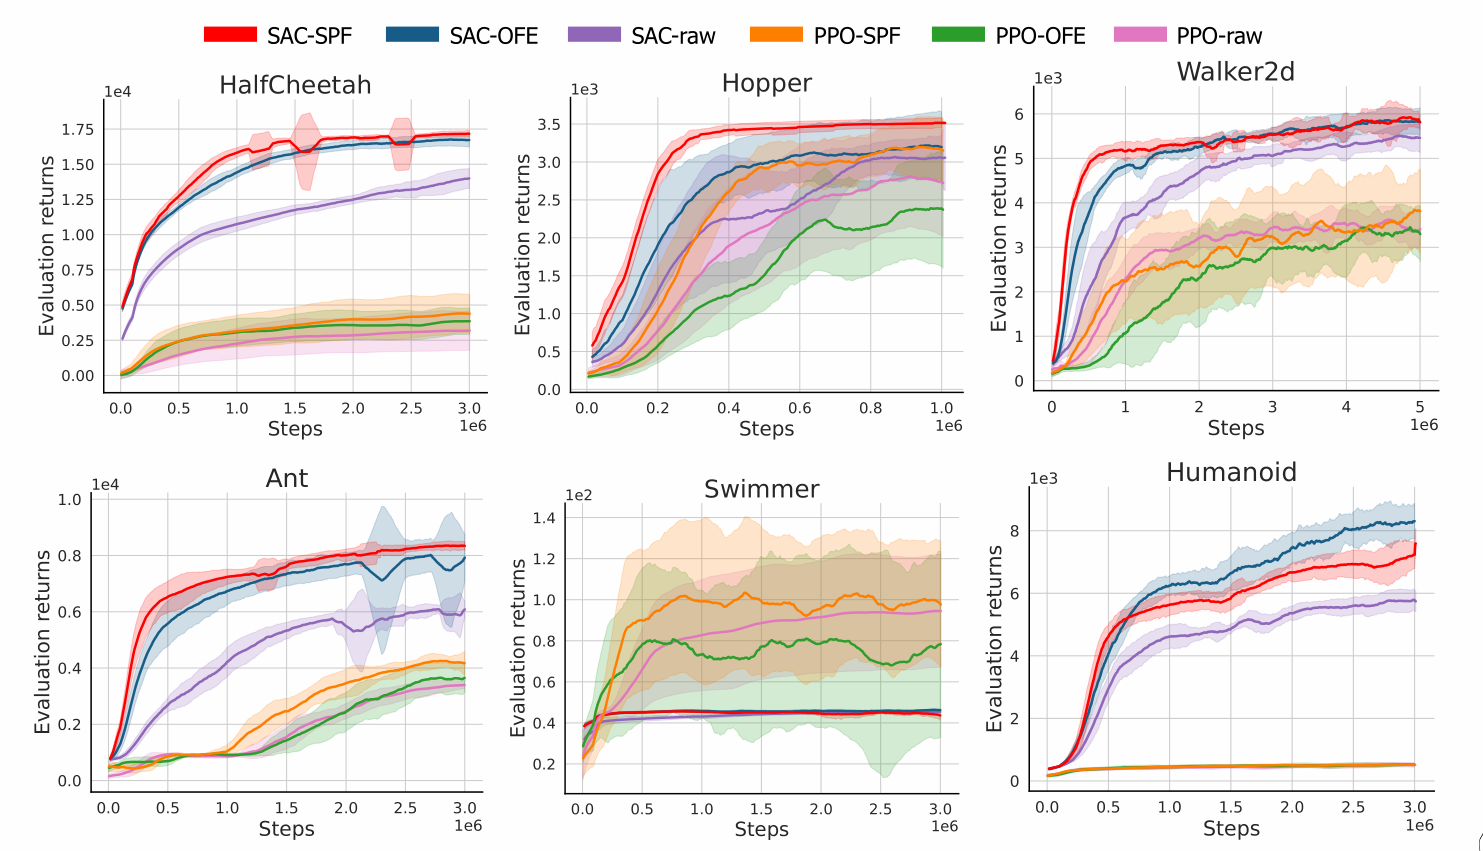 SAC-SPF SAC-OFE SAC-raw PPO-SPF PPO-OFE PPO-raw
HalfCheetah
1e4
Evaluation returns
1.75
1.50
1.25
1.00
0.75
0.50
0.25
0.00
0.0 0.5 1.0 1.5 2.0 2.5 3.0
Steps
1e6
Hopper
1e3
Evaluation returns
3.5
3.0
2.5
2.0
1.5
1.0
0.5
0.0
0.0 0.2 0.4 0.6 0.8 1.0
Steps
1e6
Walker2d
1e3
Evaluation returns
6
5
4
3
2
1
0
0 1 2 3 4 5
Steps
1e6
Ant
1e4
Evaluation returns
1.0
0.8
0.6
0.4
0.2
0.0
0.0 0.5 1.0 1.5 2.0 2.5 3.0
Steps
1e6
Swimmer
1e2
Evaluation returns
1.4
1.2
1.0
0.8
0.6
0.4
0.2
0.0 0.5 1.0 1.5 2.0 2.5 3.0
Steps
1e6
Humanoid
1e3
Evaluation returns
8
6
4
2
0
0.0 0.5 1.0 1.5 2.0 2.5 3.0
Steps
1e6